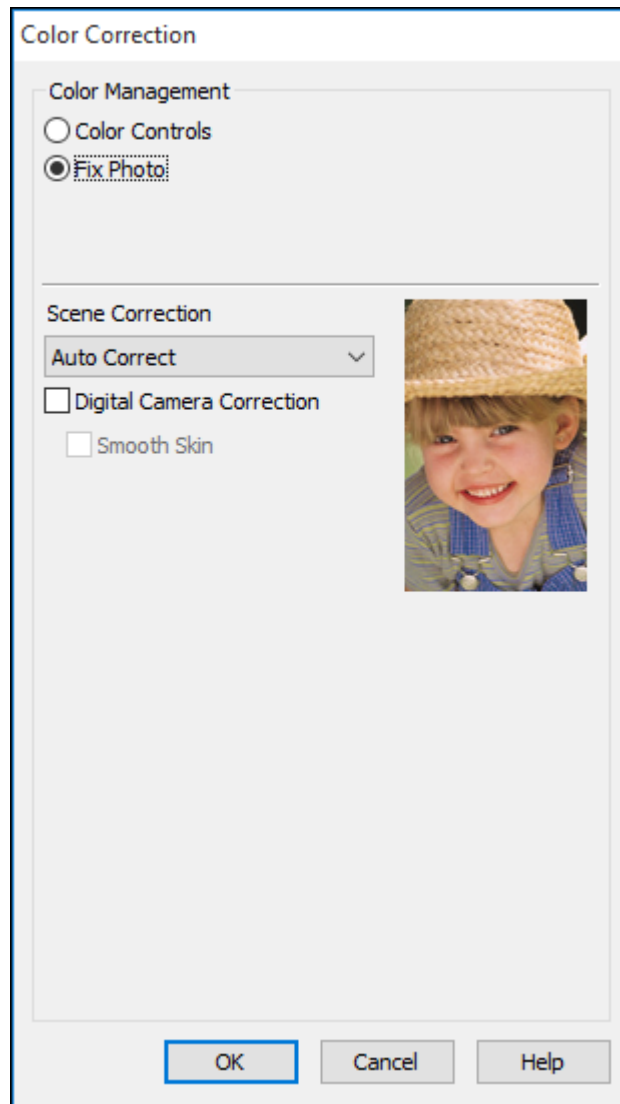 Color Correction
Color Management
Color Controls
Fix Photo
Scene Correction
Auto Correct
Digital Camera Correction
Smooth Skin
OK Cancel Help